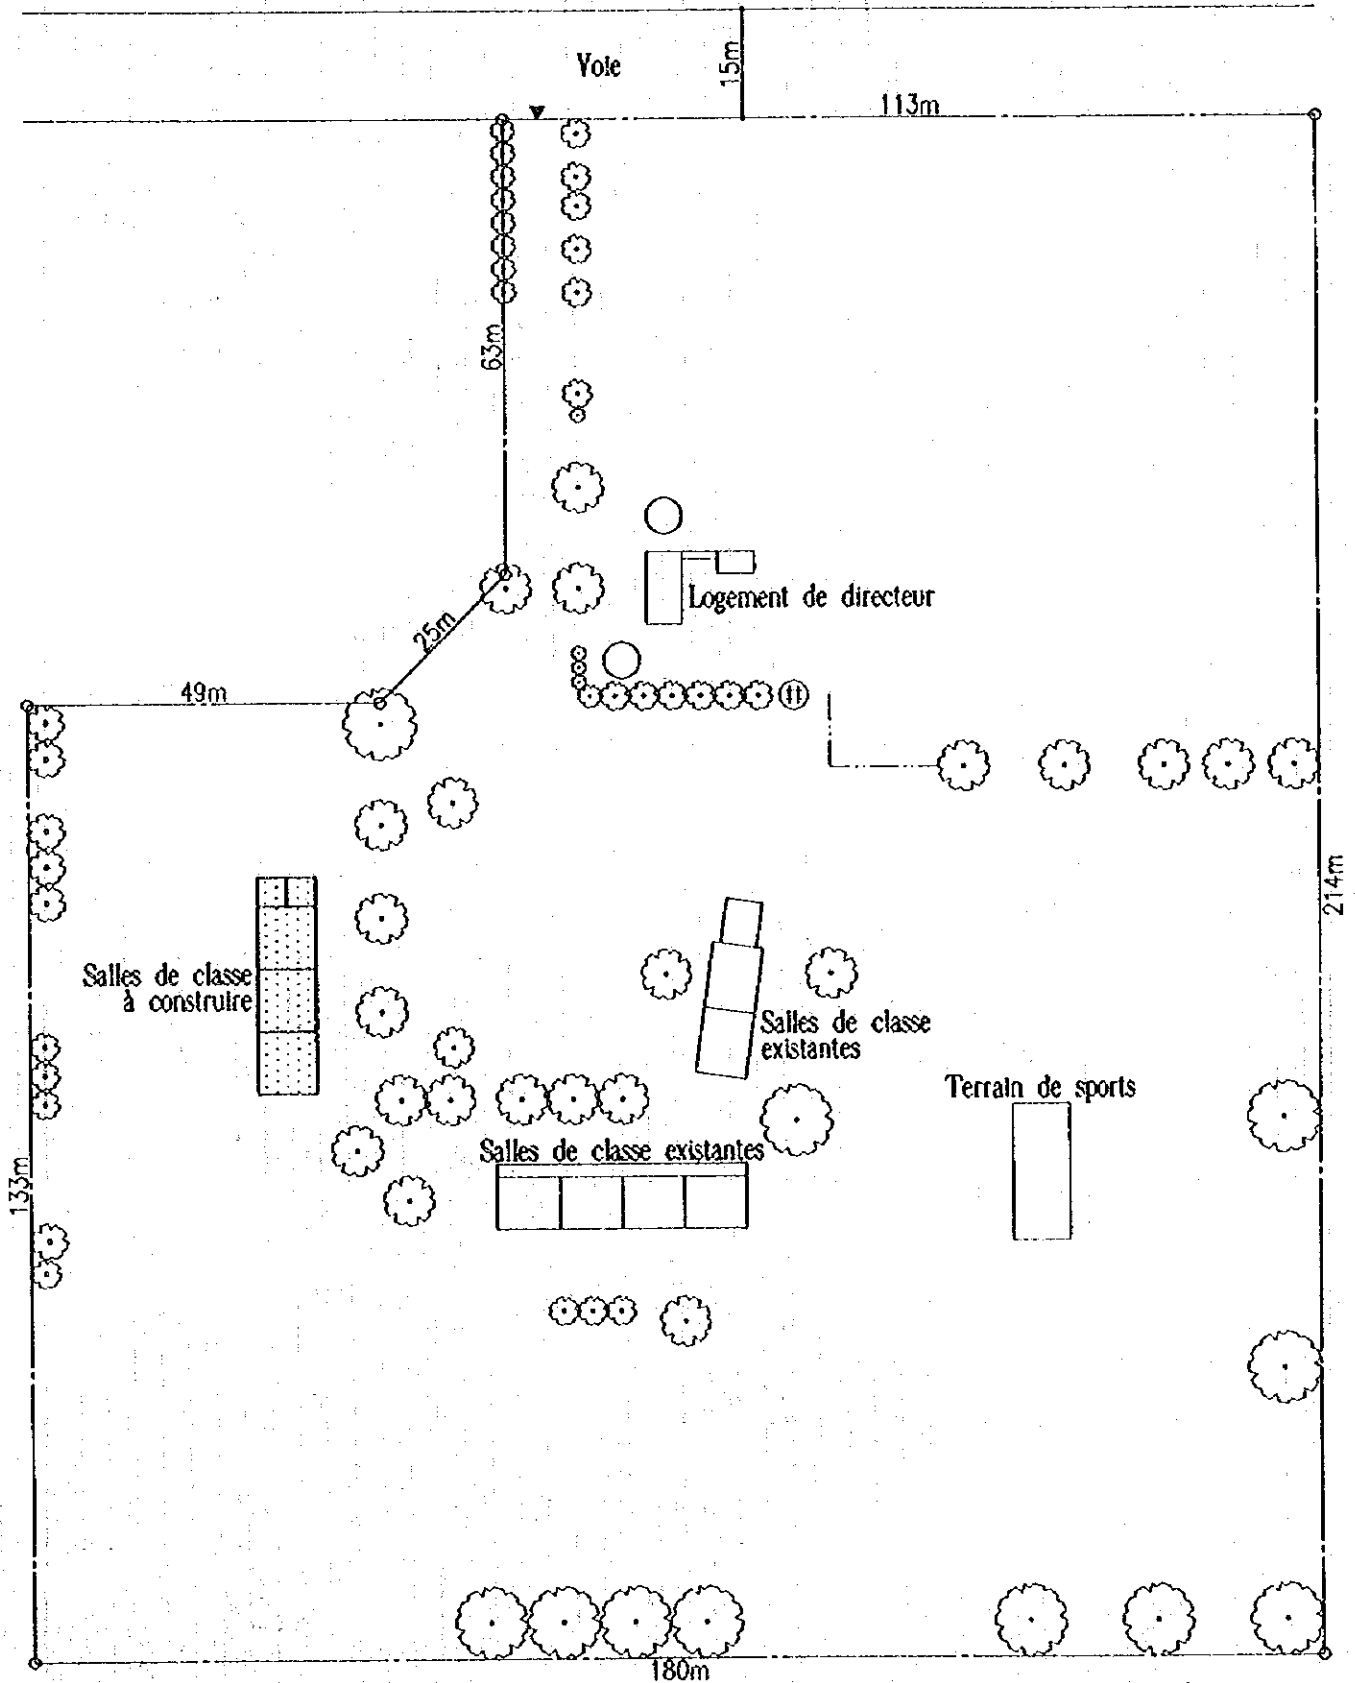 Voie
15m
113m
63m
Logement de directeur
25m
49m
214m
Salles de classe
à construire
Salles de classe
existantes
Terrain de sports
Salles de classe existantes
133m
180m